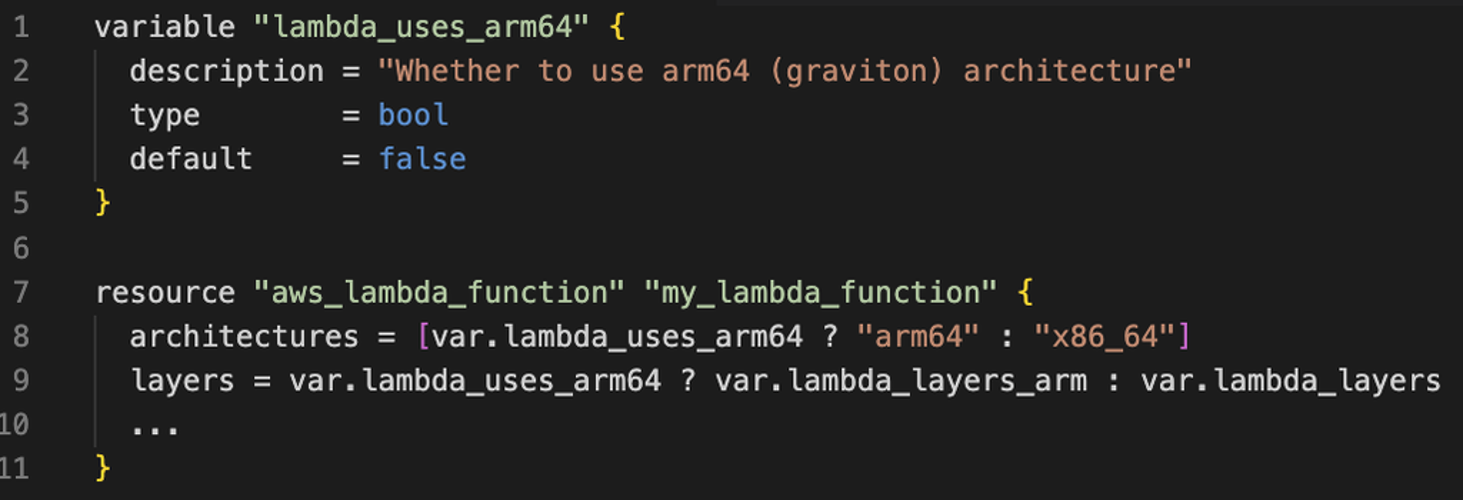 1 variable "lambda_uses_arm64" {
2 description = "Whether to use arm64 (graviton) architecture"
3 type = bool
4 default = false
5 }
6
7 resource "aws_lambda_function" "my_lambda_function" {
8 architectures = [var.lambda_uses_arm64 ? "arm64" : "x86_64"]
9 layers = var.lambda_uses_arm64 ? var.lambda_layers_arm : var.lambda_layers
10 ...
11 }